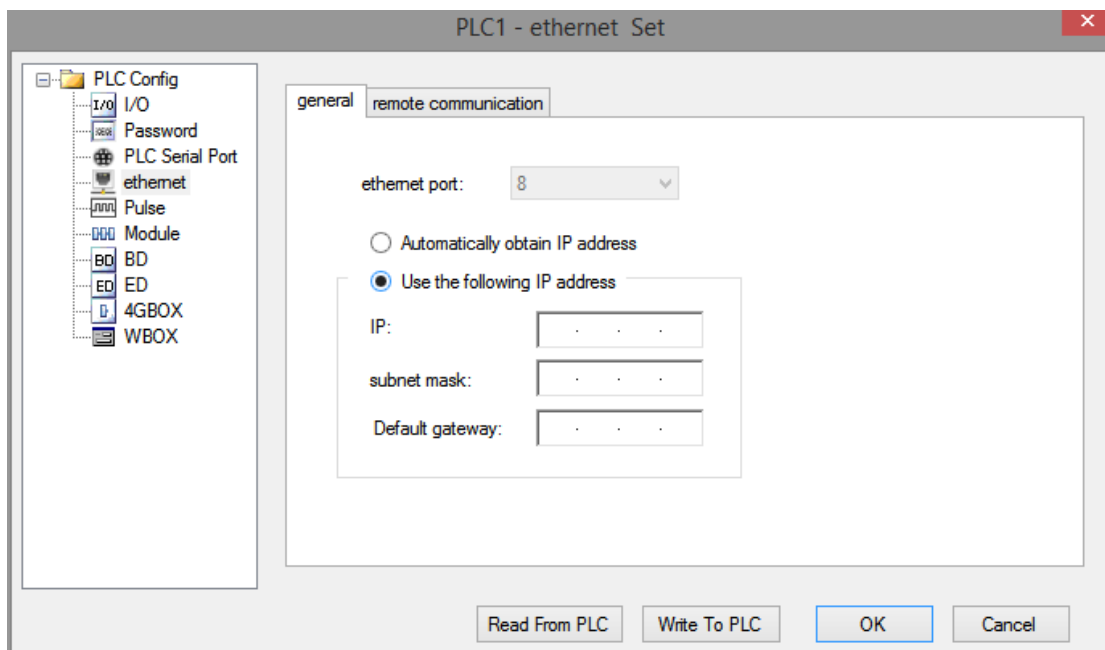 PLC1 - ethernet  Set
PLC Config
I/O I/O
Password
PLC Serial Port
ethernet
Pulse
Module
BD BD
ED ED
4GBOX
WBOX
general remote communication
ethernet port: 8
Automatically obtain IP address
Use the following IP address
IP: . . .
subnet mask: . . .
Default gateway: . . .
Read From PLC Write To PLC OK Cancel